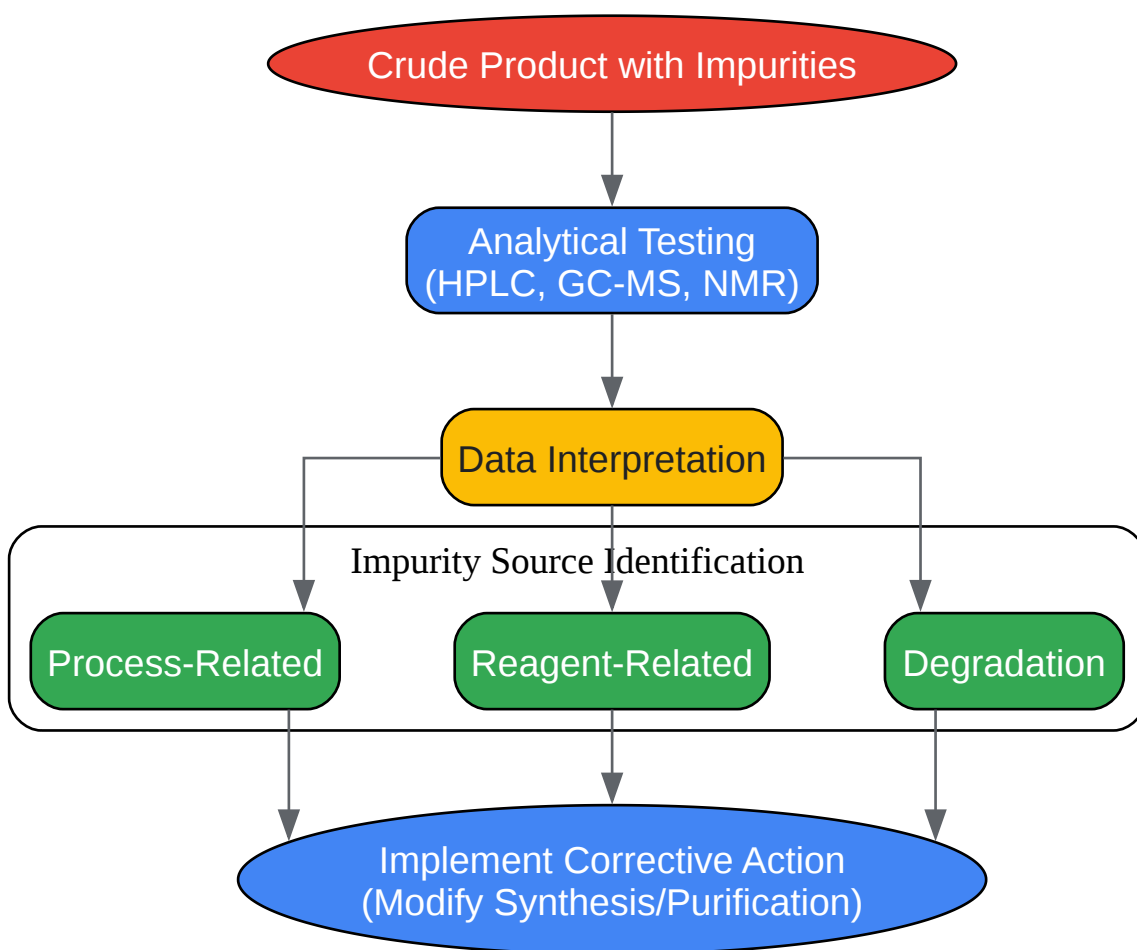 Crude Product with Impurities
Analytical Testing
(HPLC, GC-MS, NMR)
Data Interpretation
Impurity Source Identification
Process-Related
Reagent-Related
Degradation
Implement Corrective Action
(Modify Synthesis/Purification)